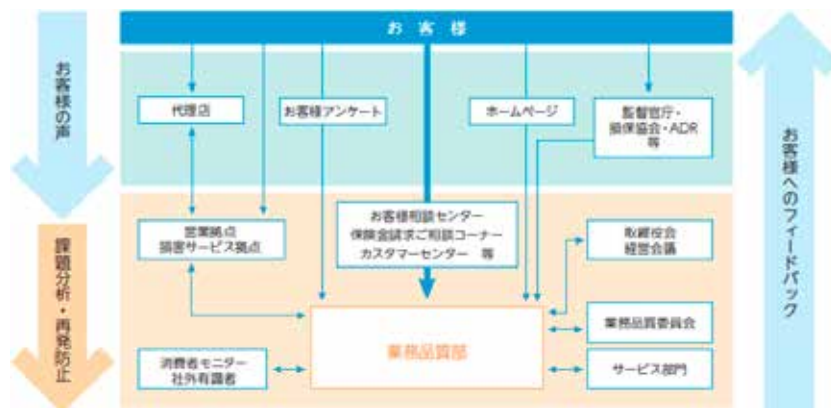 お客様
お客様の声
代理店
お客様アンケート
ホームページ
監督官庁・
損保協会・ADR
等
お客様へのフィードバック
課題分析・再発防止
営業拠点
損害サービス拠点
お客様相談センター
保険金請求ご相談コーナー
カスタマーセンター 等
取締役会
経営会議
業務品質委員会
業務品質部
消費者モニター
社外有識者
サービス部門